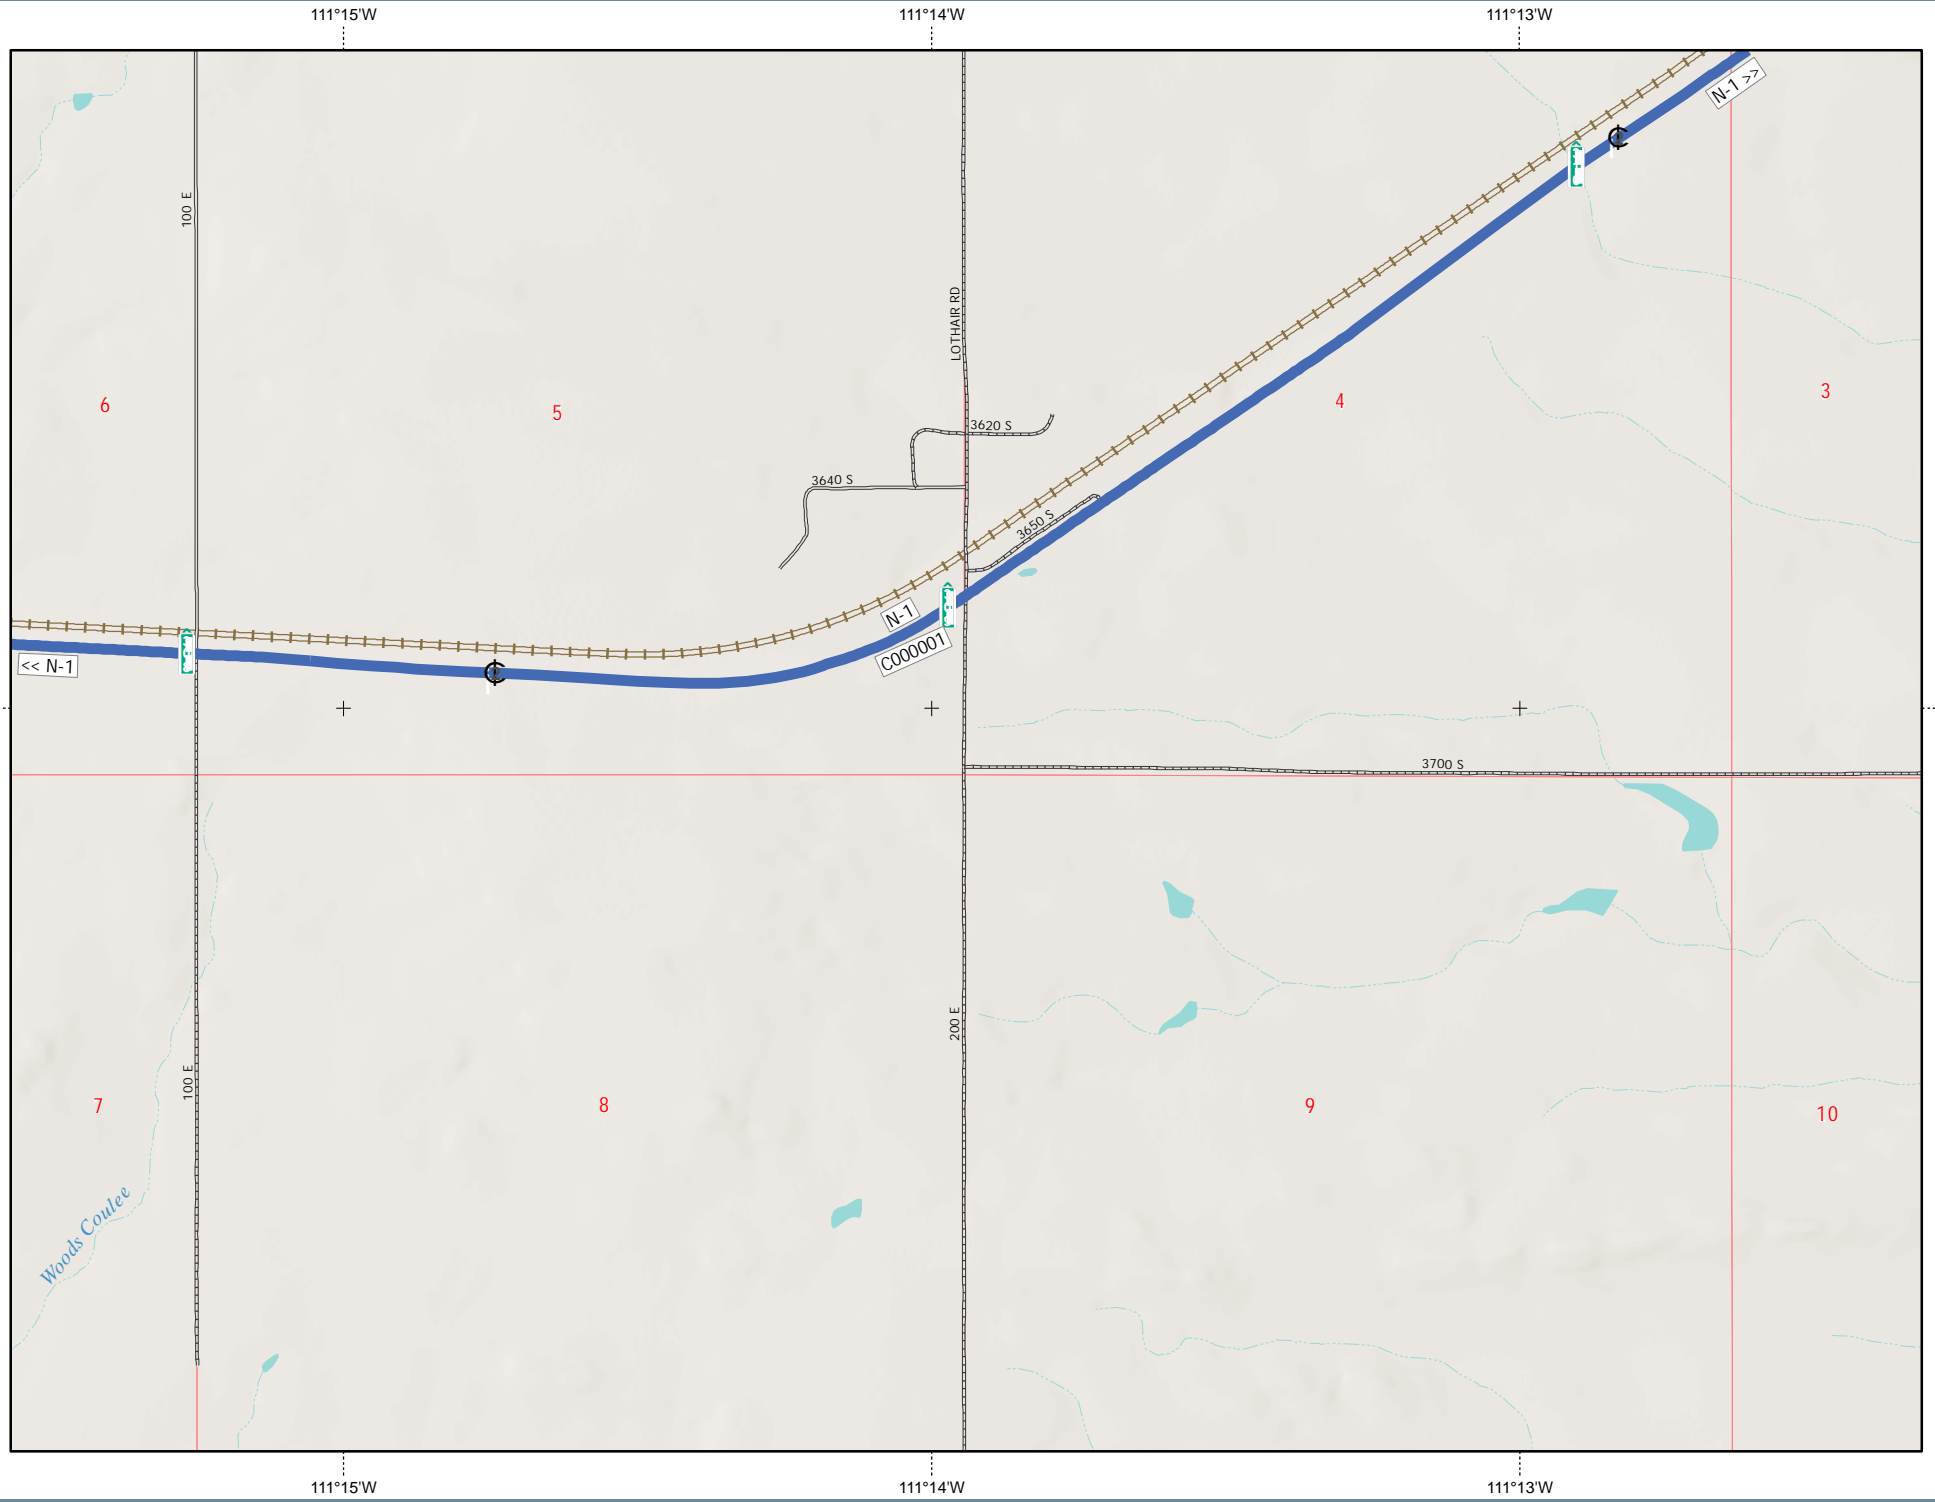 111°15'W
111°14'W
111°13'W
N-1 >>
100 E
LOTHAIR RD
6
5
4
3
3620 S
3640 S
3650 S
N-1
C000001
<< N-1
3700 S
200 E
100 E
7
8
9
10
Woods Coulee
111°15'W
111°14'W
111°13'W